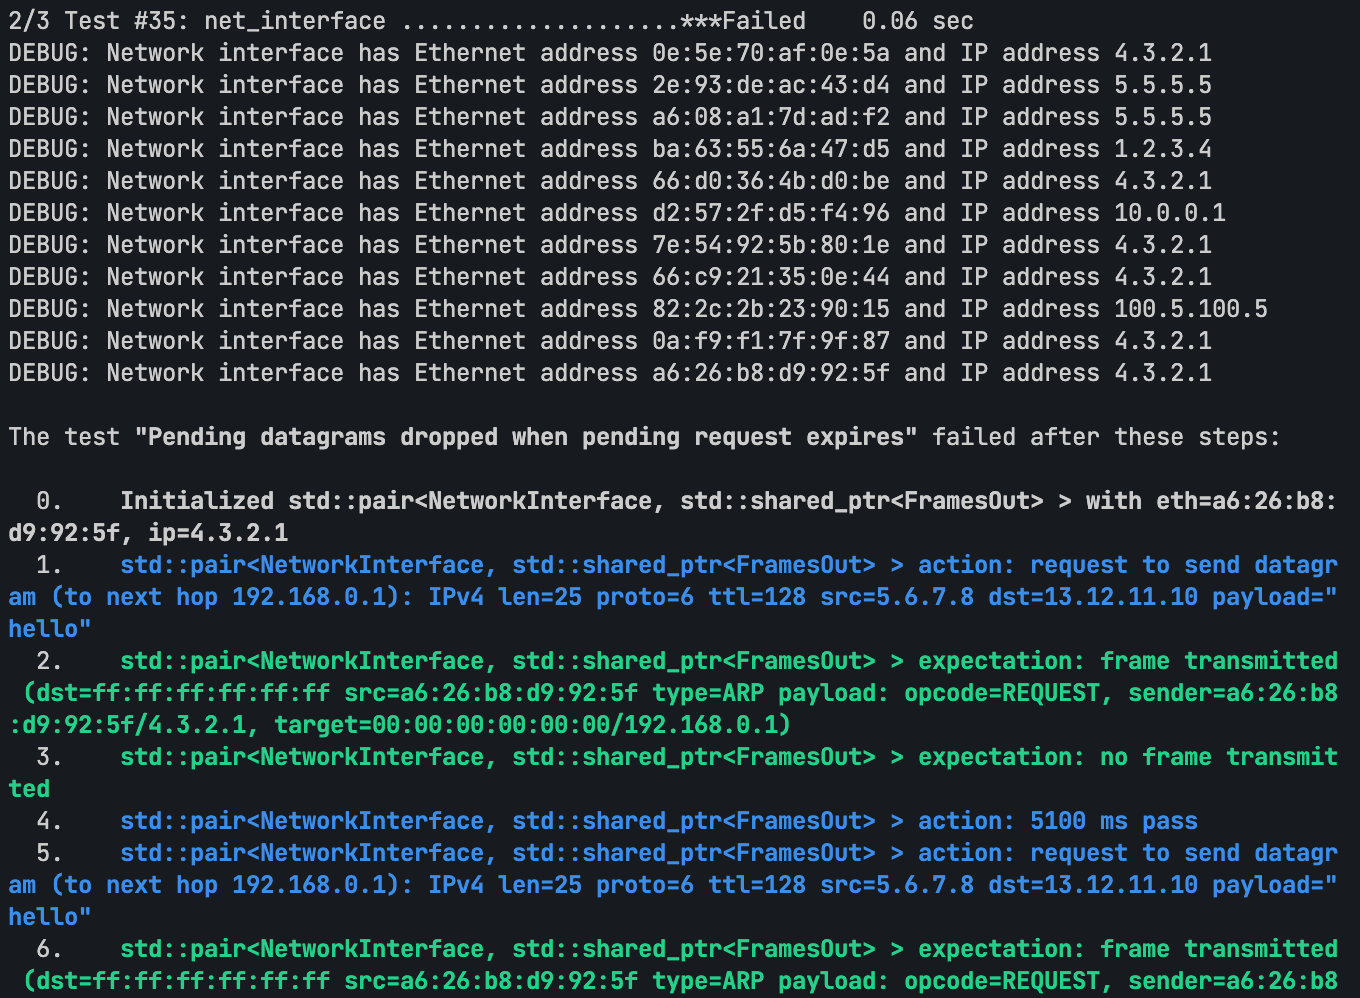 2/3 Test #35: net_interface ....................***Failed    0.06 sec
DEBUG: Network interface has Ethernet address 0e:5e:70:af:0e:5a and IP address 4.3.2.1
DEBUG: Network interface has Ethernet address 2e:93:de:ac:43:d4 and IP address 5.5.5.5
DEBUG: Network interface has Ethernet address a6:08:a1:7d:ad:f2 and IP address 5.5.5.5
DEBUG: Network interface has Ethernet address ba:63:55:6a:47:d5 and IP address 1.2.3.4
DEBUG: Network interface has Ethernet address 66:d0:36:4b:d0:be and IP address 4.3.2.1
DEBUG: Network interface has Ethernet address d2:57:2f:d5:f4:96 and IP address 10.0.0.1
DEBUG: Network interface has Ethernet address 7e:54:92:5b:80:1e and IP address 4.3.2.1
DEBUG: Network interface has Ethernet address 66:c9:21:35:0e:44 and IP address 4.3.2.1
DEBUG: Network interface has Ethernet address 82:2c:2b:23:90:15 and IP address 100.5.100.5
DEBUG: Network interface has Ethernet address 0a:f9:f1:7f:9f:87 and IP address 4.3.2.1
DEBUG: Network interface has Ethernet address a6:26:b8:d9:92:5f and IP address 4.3.2.1

The test "Pending datagrams dropped when pending request expires" failed after these steps:

  0.    Initialized std::pair<NetworkInterface, std::shared_ptr<FramesOut> > with eth=a6:26:b8:
d9:92:5f, ip=4.3.2.1
  1.    std::pair<NetworkInterface, std::shared_ptr<FramesOut> > action: request to send datagr
am (to next hop 192.168.0.1): IPv4 len=25 proto=6 ttl=128 src=5.6.7.8 dst=13.12.11.10 payload="
hello"
  2.    std::pair<NetworkInterface, std::shared_ptr<FramesOut> > expectation: frame transmitted
 (dst=ff:ff:ff:ff:ff:ff src=a6:26:b8:d9:92:5f type=ARP payload: opcode=REQUEST, sender=a6:26:b8
:d9:92:5f/4.3.2.1, target=00:00:00:00:00:00/192.168.0.1)
  3.    std::pair<NetworkInterface, std::shared_ptr<FramesOut> > expectation: no frame transmit
ted
  4.    std::pair<NetworkInterface, std::shared_ptr<FramesOut> > action: 5100 ms pass
  5.    std::pair<NetworkInterface, std::shared_ptr<FramesOut> > action: request to send datagr
am (to next hop 192.168.0.1): IPv4 len=25 proto=6 ttl=128 src=5.6.7.8 dst=13.12.11.10 payload="
hello"
  6.    std::pair<NetworkInterface, std::shared_ptr<FramesOut> > expectation: frame transmitted
 (dst=ff:ff:ff:ff:ff:ff src=a6:26:b8:d9:92:5f type=ARP payload: opcode=REQUEST, sender=a6:26:b8